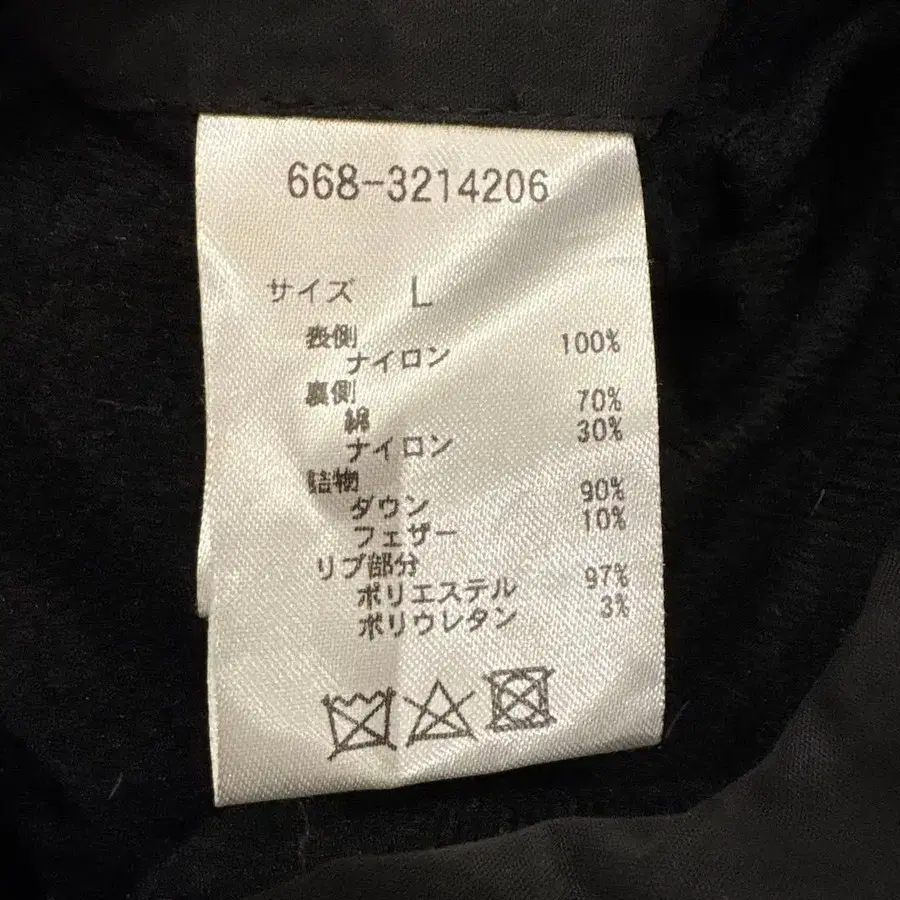 668-3214206
サイズ L
表側
ナイロン 100%
裏側
綿 70%
ナイロン 30%
詰物
ダウン 90%
フェザー 10%
リブ部分
ポリエステル 97%
ポリウレタン 3%